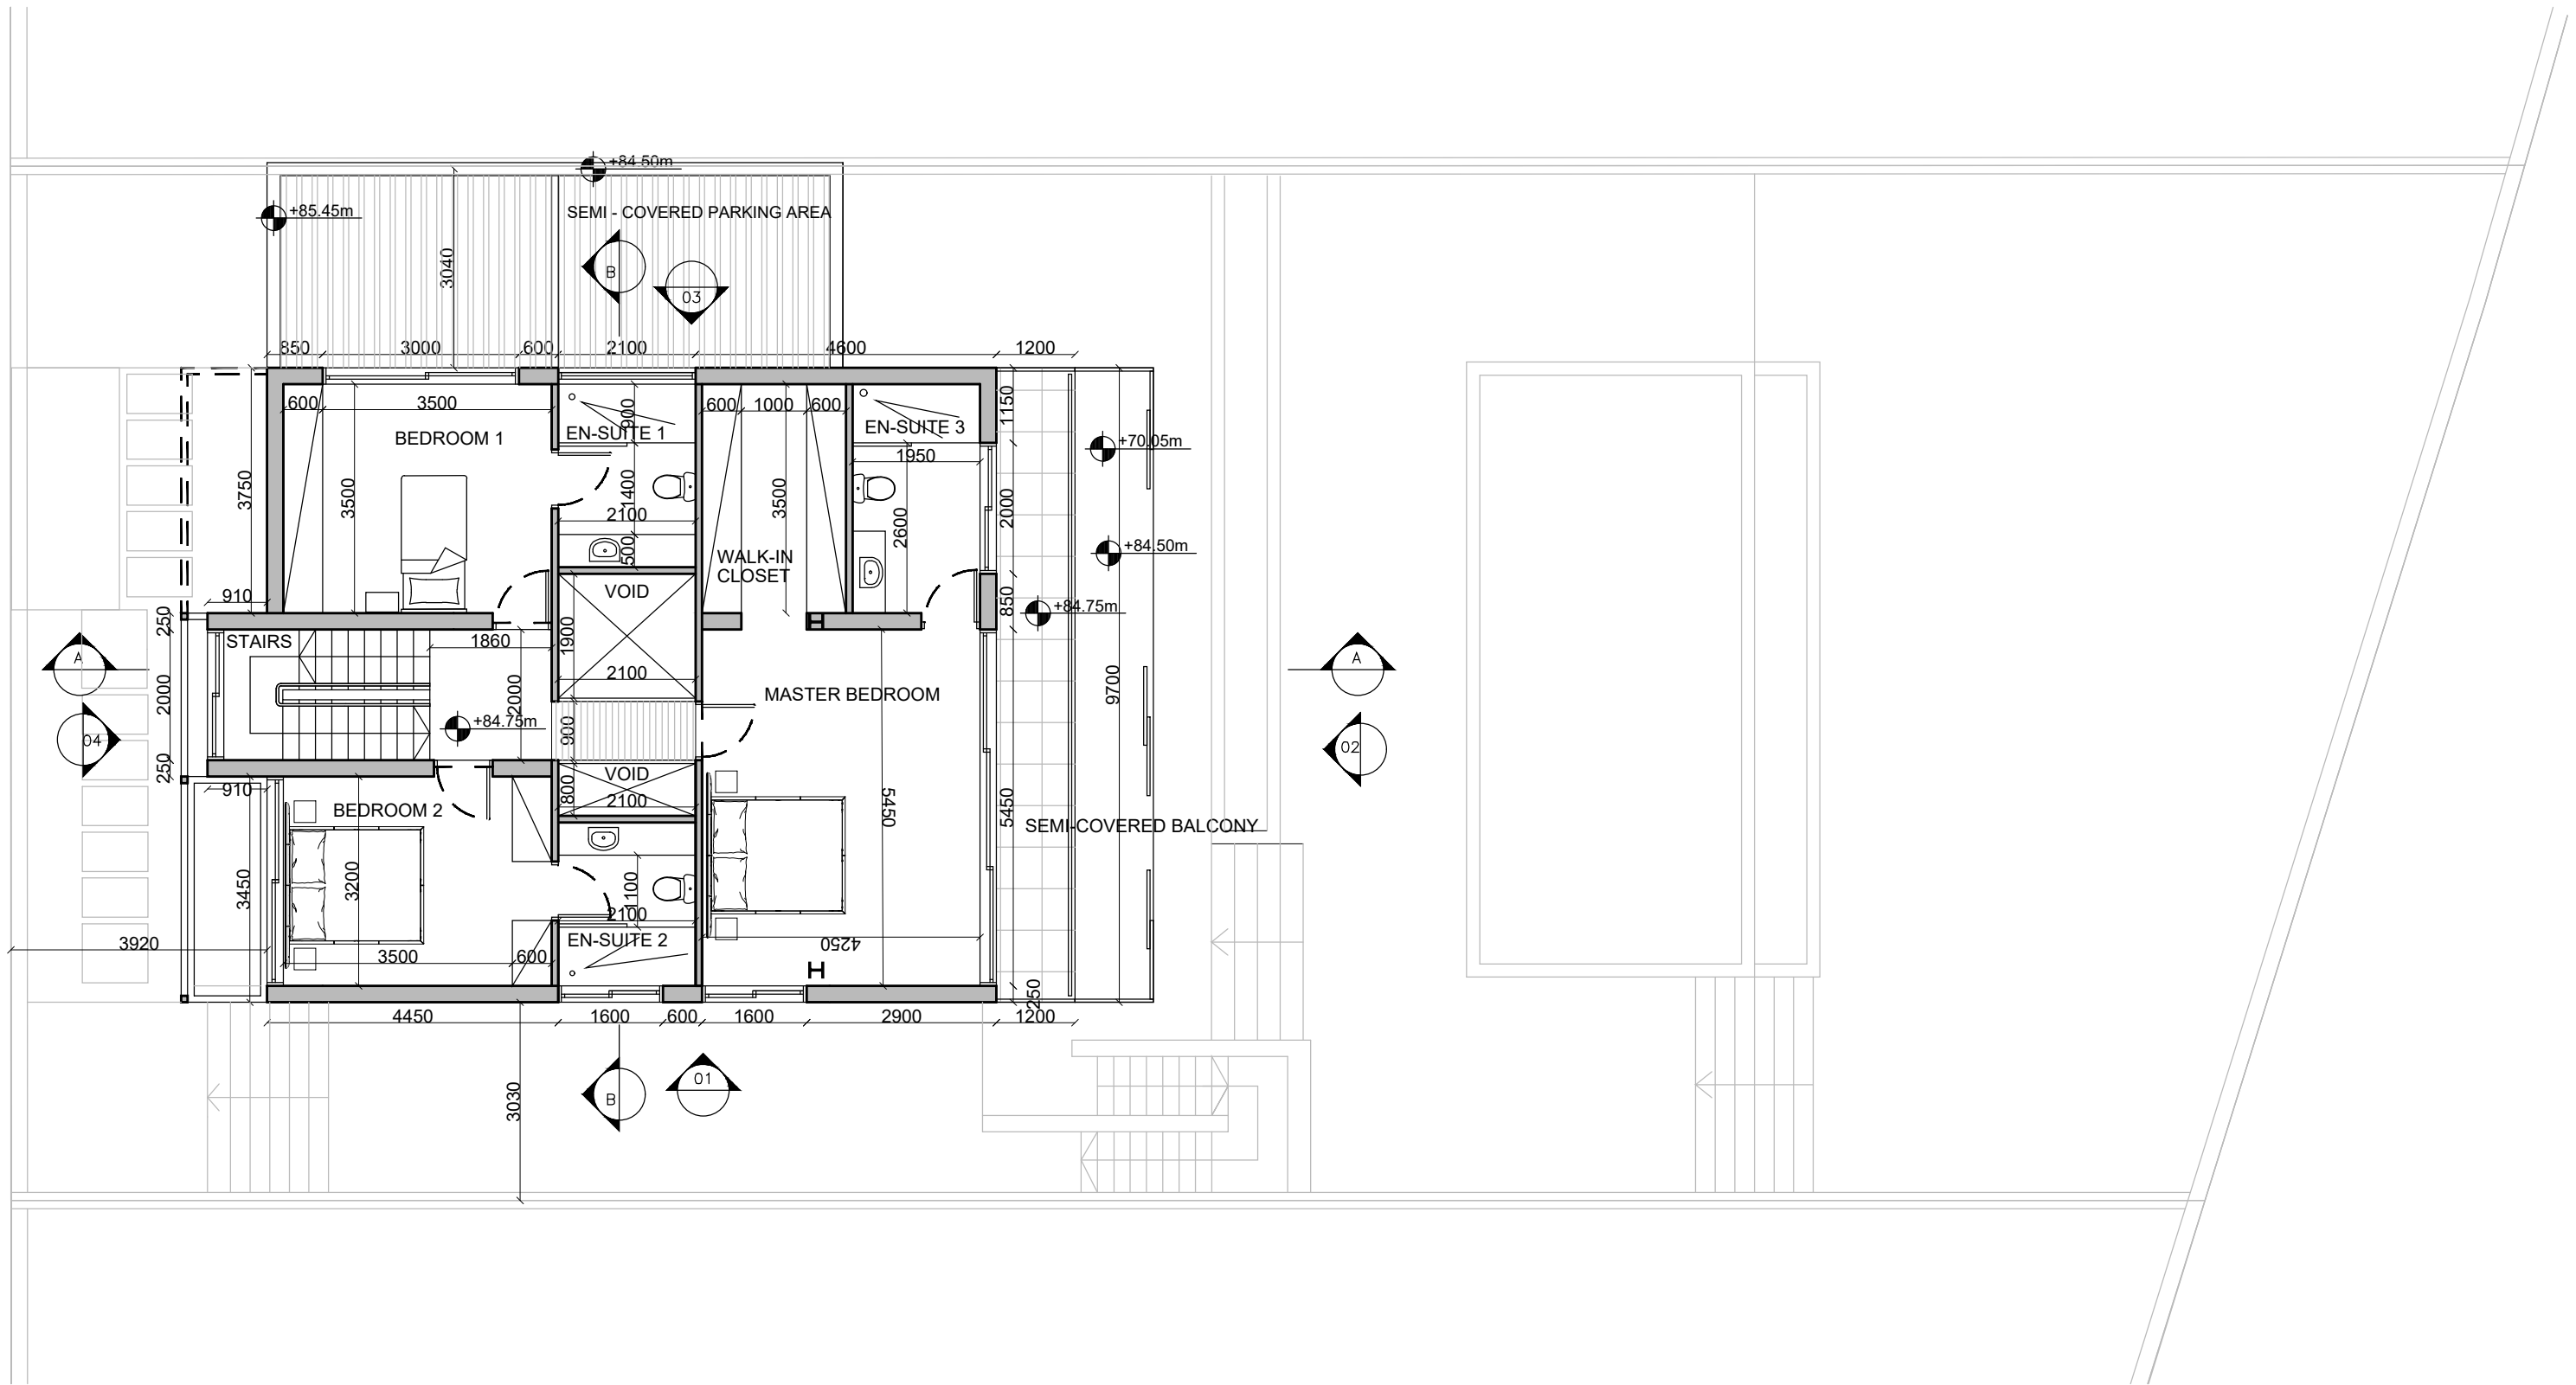 +84.50m
+85.45m
SEMI - COVERED PARKING AREA
3040
B
03
850
3000
600
2100
4600
1200
600
3500
900
600
1000
600
1150
BEDROOM 1
EN-SUITE 1
EN-SUITE 3
+70.05m
1950
3750
3500
1400
3500
2000
2100
2600
500
+84.50m
WALK-IN
CLOSET
VOID
910
850
+84.75m
250
STAIRS
1860
1900
A
A
2100
2000
2000
MASTER BEDROOM
9700
+84.75m
900
04
02
250
VOID
910
800
2100
BEDROOM 2
5450
5450
SEMI-COVERED BALCONY
3450
3200
1100
2100
EN-SUITE 2
3920
3500
600
4250
H
250
4450
1600
600
1600
2900
1200
3030
B
01